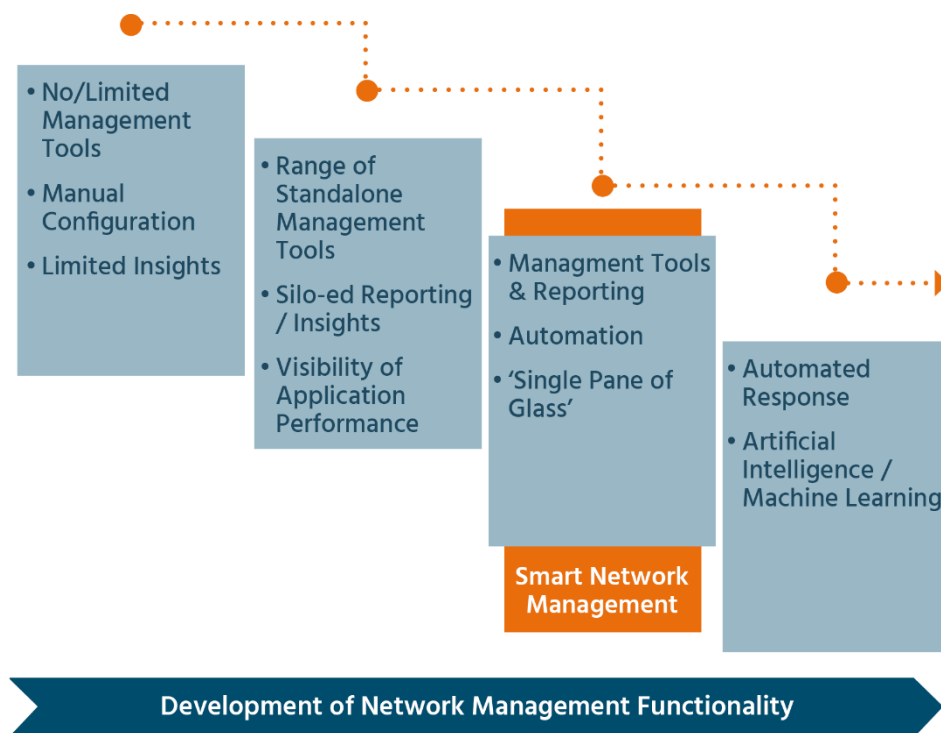 • No/Limited
Management
Tools
• Manual
Configuration
• Limited Insights
• Range of
Standalone
Management
Tools
• Silo-ed Reporting
/ Insights
• Visibility of
Application
Performance
• Managment Tools
& Reporting
• Automation
• ‘Single Pane of
Glass’
Smart Network
Management
• Automated
Response
• Artificial
Intelligence /
Machine Learning
Development of Network Management Functionality